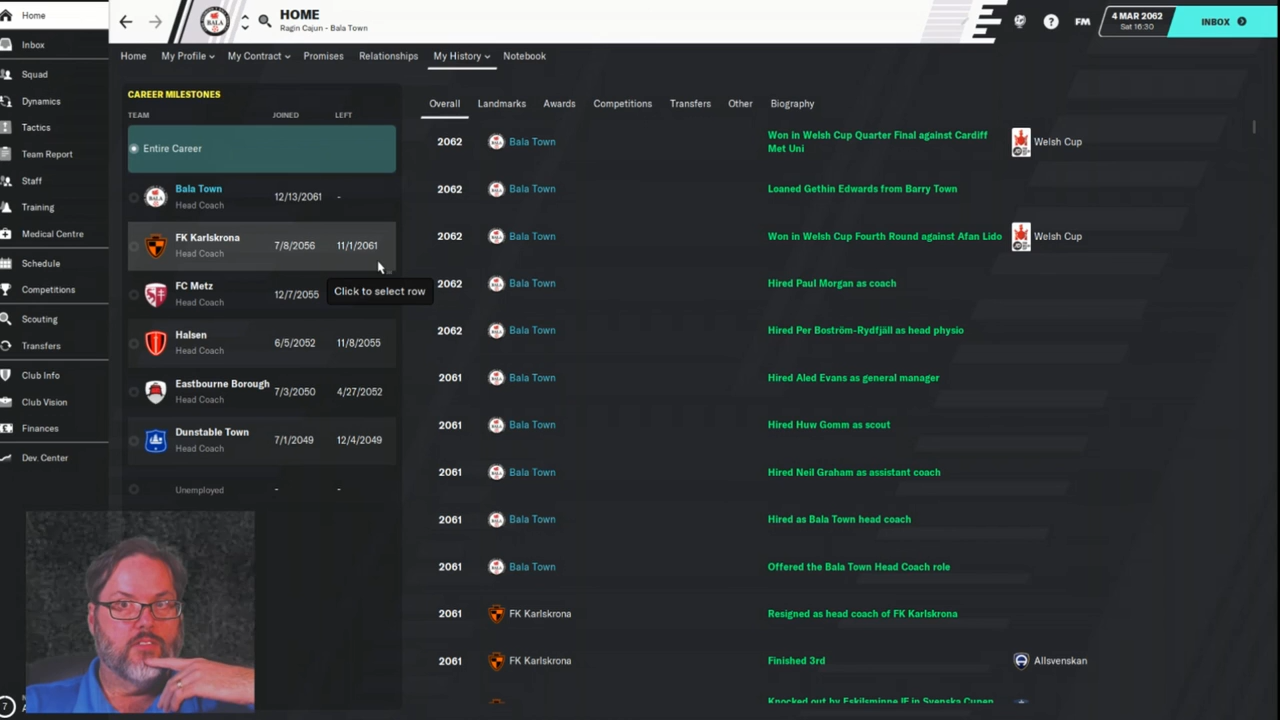 Home
Inbox
Squad
Dynamics
Tactics
Team Report
Staff
Training
Medical Centre
Schedule
Competitions
Scouting
Transfers
Club Info
Club Vision
Finances
Dev. Center
HOME
Ragin Cajun - Bala Town
FM
4 MAR 2062
Sat 16:30
INBOX
Home My Profile My Contract Promises Relationships My History Notebook
CAREER MILESTONES
TEAM JOINED LEFT
Entire Career
Bala Town
Head Coach
12/13/2061 -
FK Karlskrona
Head Coach
7/8/2056 11/1/2061
FC Metz
Head Coach
12/7/2055
Click to select row
Halsen
Head Coach
6/5/2052 11/8/2055
Eastbourne Borough
Head Coach
7/3/2050 4/27/2052
Dunstable Town
Head Coach
7/1/2049 12/4/2049
Unemployed - -
Overall Landmarks Awards Competitions Transfers Other Biography
2062 Bala Town Won in Welsh Cup Quarter Final against Cardiff
Met Uni Welsh Cup
2062 Bala Town Loaned Gethin Edwards from Barry Town
2062 Bala Town Won in Welsh Cup Fourth Round against Afan Lido Welsh Cup
2062 Bala Town Hired Paul Morgan as coach
2062 Bala Town Hired Per Boström-Rydfjäll as head physio
2061 Bala Town Hired Aled Evans as general manager
2061 Bala Town Hired Huw Gomm as scout
2061 Bala Town Hired Neil Graham as assistant coach
2061 Bala Town Hired as Bala Town head coach
2061 Bala Town Offered the Bala Town Head Coach role
2061 FK Karlskrona Resigned as head coach of FK Karlskrona
2061 FK Karlskrona Finished 3rd Allsvenskan
Knocked out by Eskilsminne IF in Svenska Cupen